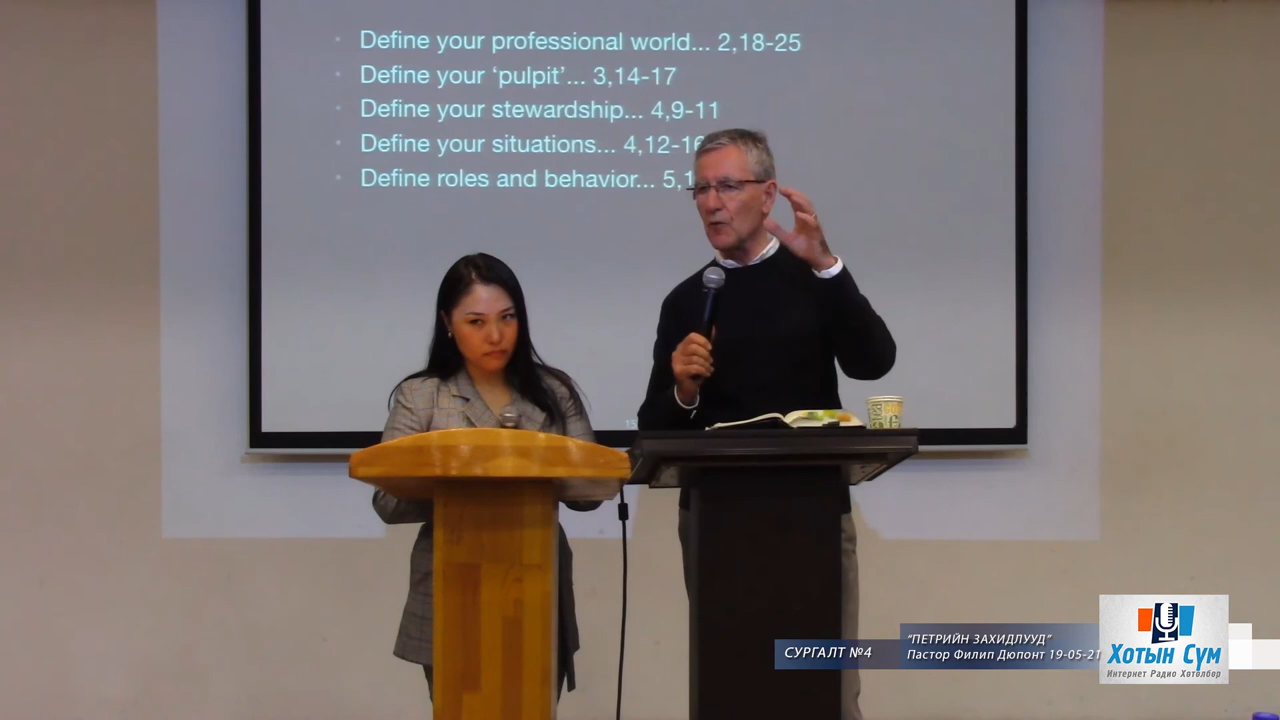 Define your professional world... 2,18-25
Define your ‘pulpit’... 3,14-17
Define your stewardship... 4,9-11
Define your situations... 4,12-16
Define roles and behavior... 5,1
СУРГАЛТ №4
"ПЕТРИЙН ЗАХИДЛУУД"
Пастор Филип Дюпонт 19-05-21
Хотын Сүм
Интернет Радио Хөтөлбөр